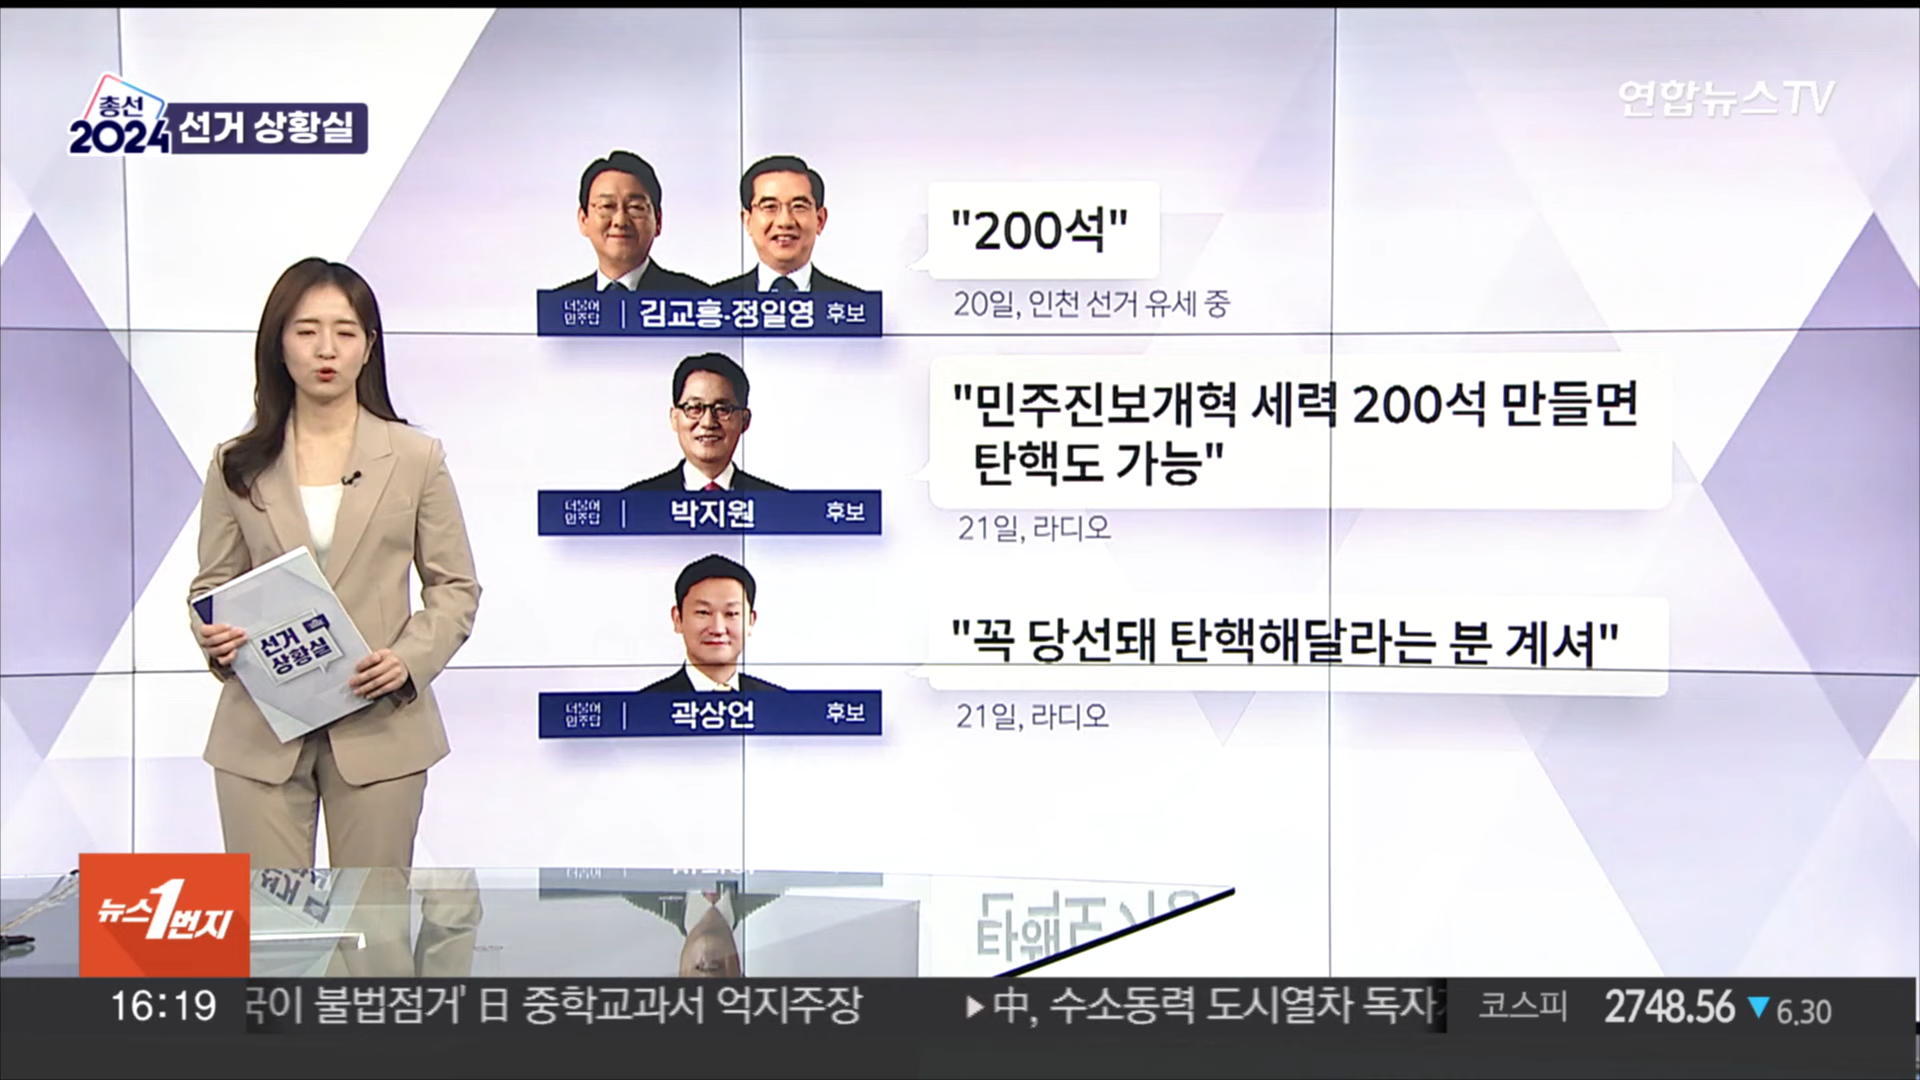 총선
2024 선거 상황실
연합뉴스TV
"200석"
더불어
민주당
김교흥·정일영 후보
20일, 인천 선거 유세 중
"민주진보개혁 세력 200석 만들면
탄핵도 가능"
더불어
민주당
박지원 후보
21일, 라디오
"꼭 당선돼 탄핵해달라는 분 계셔"
더불어
민주당
곽상언 후보
21일, 라디오
선거
상황실
뉴스1번지
16:19 국이 불법점거' 日 중학교과서 억지주장 ▶中, 수소동력 도시열차 독자 코스피 2748.56 ▼6.30